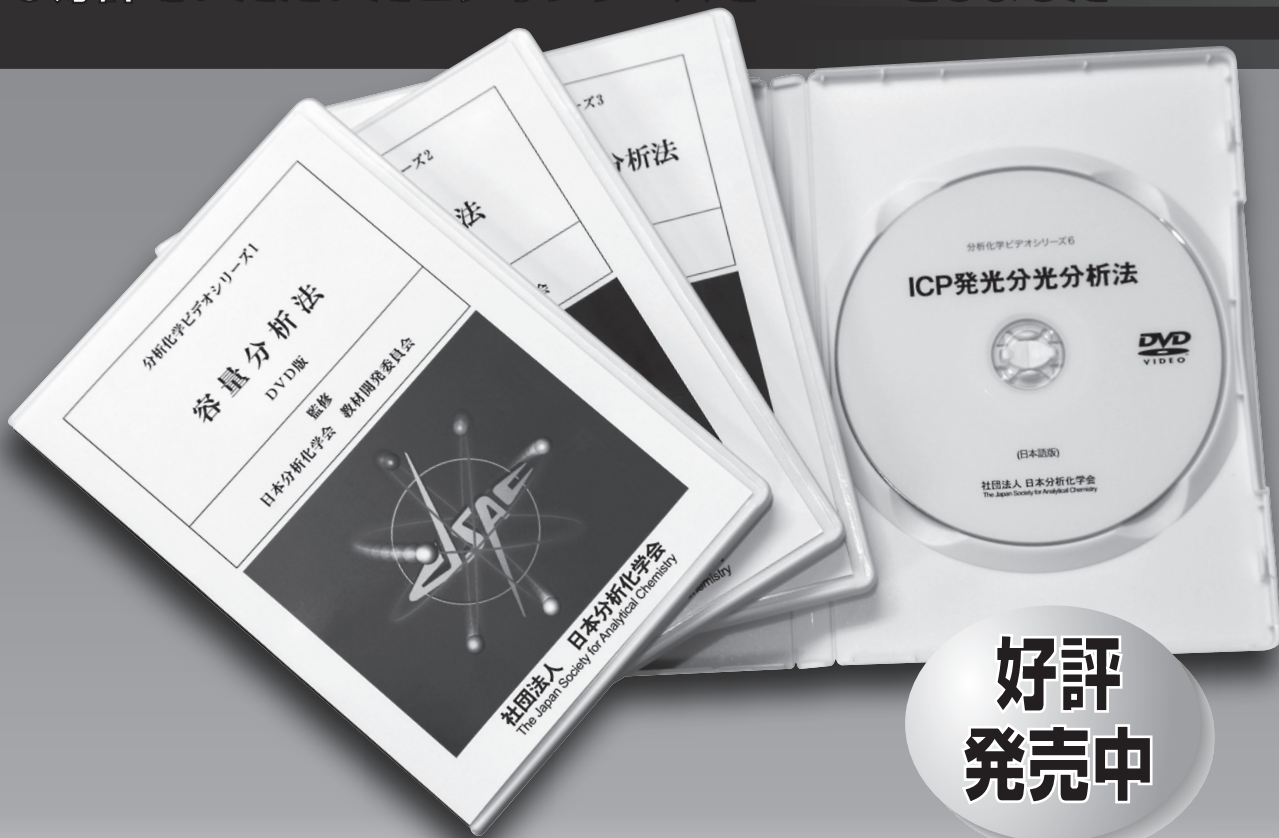 分析化学ビデオシリーズ1
容量分析法
DVD版
監修
日本分析化学会 教材開発委員会
JSAC
社団法人 日本分析化学会
The Japan Society for Analytical Chemistry
ーズ2
法
会
emistry
ーズ3
析法
分析化学ビデオシリーズ6
ICP発光分光分析法
DVD
VIDEO
(日本語版)
社団法人 日本分析化学会
The Japan Society for Analytical Chemistry
好評
発売中